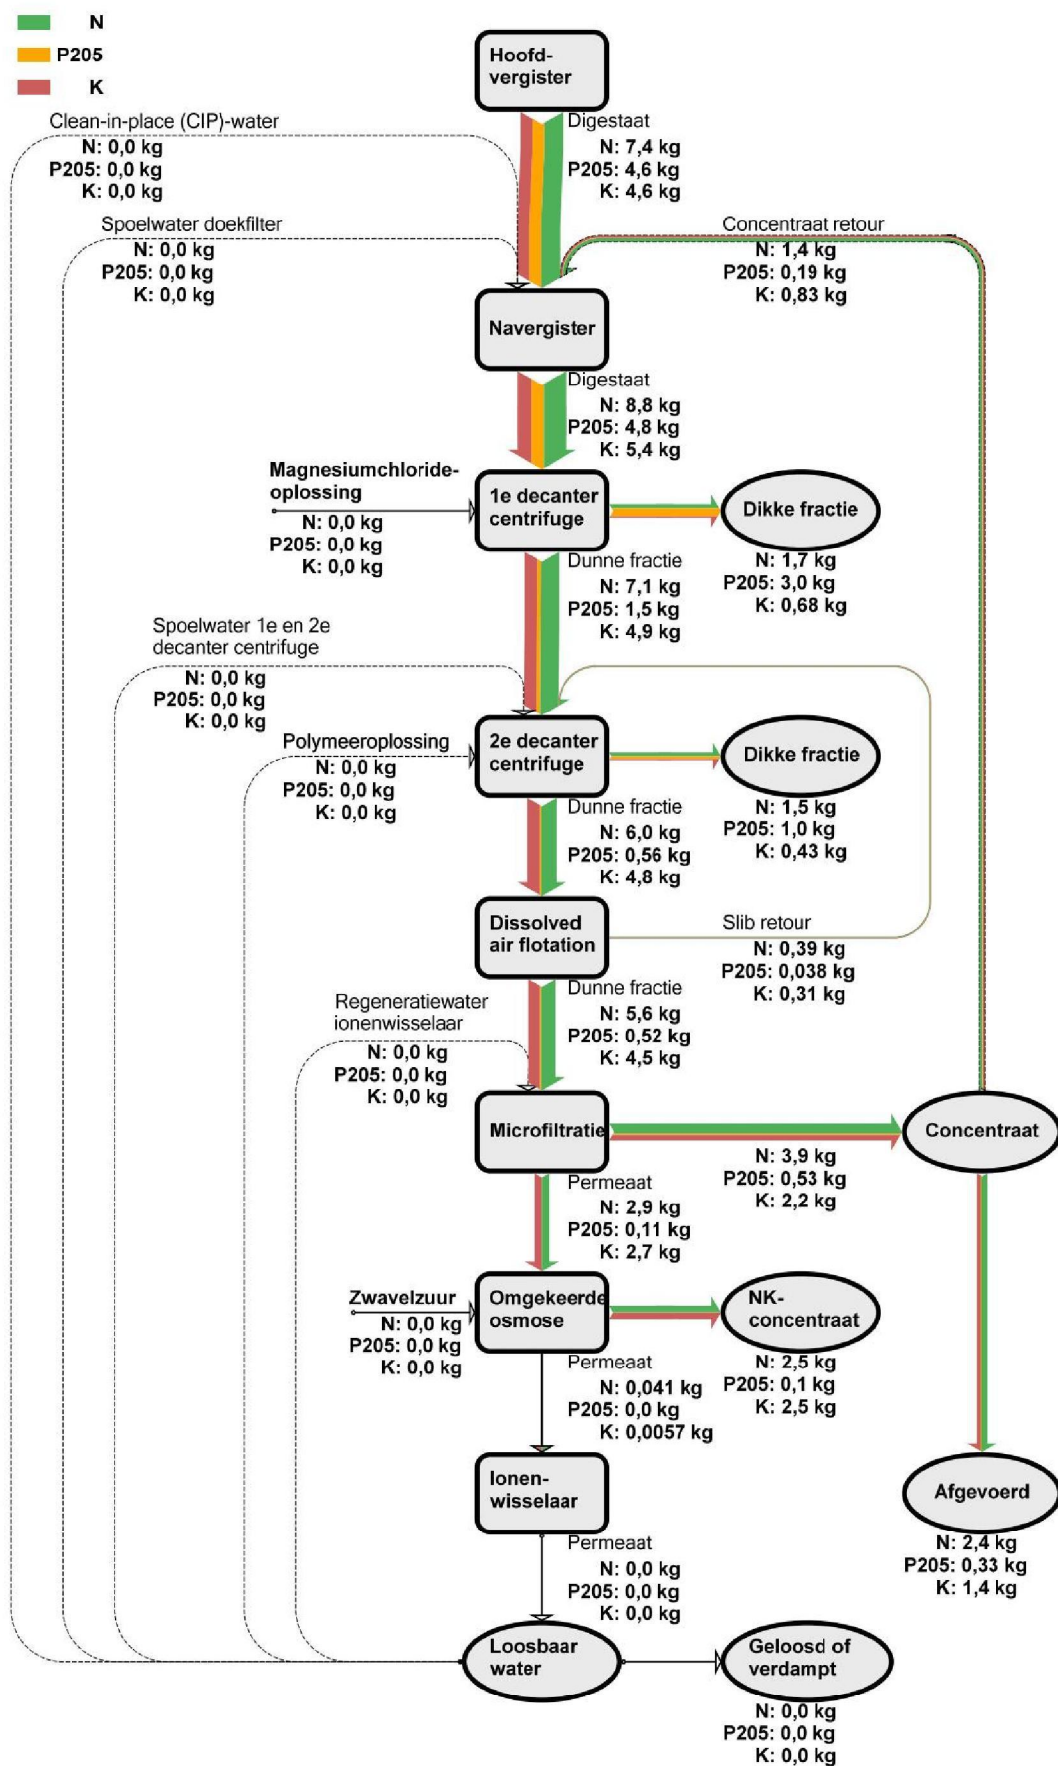 N
P205
K
Hoofd-
vergister
Clean-in-place (CIP)-water
N: 0,0 kg
P205: 0,0 kg
K: 0,0 kg
Digestaat
N: 7,4 kg
P205: 4,6 kg
K: 4,6 kg
Spoelwater doekfilter
N: 0,0 kg
P205: 0,0 kg
K: 0,0 kg
Concentraat retour
N: 1,4 kg
P205: 0,19 kg
K: 0,83 kg
Navergister
Digestaat
N: 8,8 kg
P205: 4,8 kg
K: 5,4 kg
Magnesiumchloride-
oplossing
N: 0,0 kg
P205: 0,0 kg
K: 0,0 kg
1e decanter
centrifuge
Dikke fractie
N: 1,7 kg
P205: 3,0 kg
K: 0,68 kg
Dunne fractie
N: 7,1 kg
P205: 1,5 kg
K: 4,9 kg
Spoelwater 1e en 2e
decanter centrifuge
N: 0,0 kg
P205: 0,0 kg
K: 0,0 kg
Polymeeroplossing
N: 0,0 kg
P205: 0,0 kg
K: 0,0 kg
2e decanter
centrifuge
Dikke fractie
N: 1,5 kg
P205: 1,0 kg
K: 0,43 kg
Dunne fractie
N: 6,0 kg
P205: 0,56 kg
K: 4,8 kg
Dissolved
air flotation
Slib retour
N: 0,39 kg
P205: 0,038 kg
K: 0,31 kg
Dunne fractie
N: 5,6 kg
P205: 0,52 kg
K: 4,5 kg
Regeneratiewater
ionenwisselaar
N: 0,0 kg
P205: 0,0 kg
K: 0,0 kg
Microfiltratie
Concentraat
N: 3,9 kg
P205: 0,53 kg
K: 2,2 kg
Permeaat
N: 2,9 kg
P205: 0,11 kg
K: 2,7 kg
Zwavelzuur
N: 0,0 kg
P205: 0,0 kg
K: 0,0 kg
Omgekeerde
osmose
NK-
concentraat
N: 2,5 kg
P205: 0,1 kg
K: 2,5 kg
Permeaat
N: 0,041 kg
P205: 0,0 kg
K: 0,0057 kg
Ionen-
wisselaar
Afgevoerd
N: 2,4 kg
P205: 0,33 kg
K: 1,4 kg
Permeaat
N: 0,0 kg
P205: 0,0 kg
K: 0,0 kg
Loosbaar
water
Geloosd of
verdampt
N: 0,0 kg
P205: 0,0 kg
K: 0,0 kg